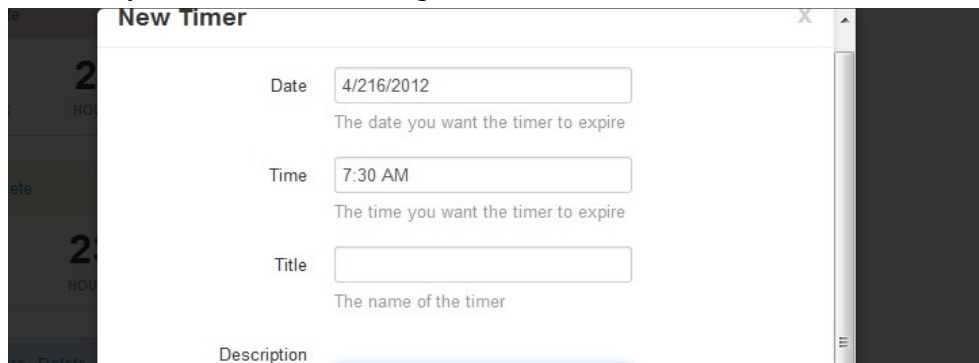 New Timer X
Date 4/216/2012
The date you want the timer to expire
Time 7:30 AM
The time you want the timer to expire
Title
The name of the timer
Description